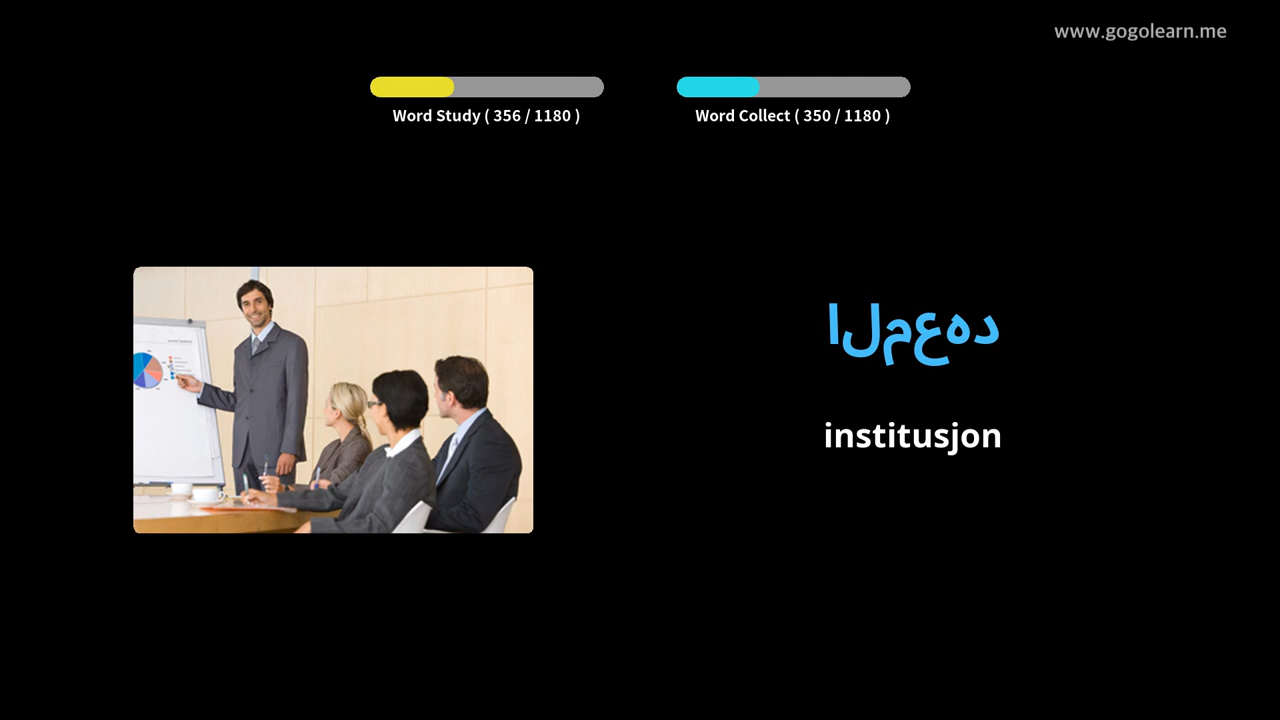 www.gogolearn.me
Word Study ( 356 / 1180 )
Word Collect ( 350 / 1180 )
المعهد
institusjon